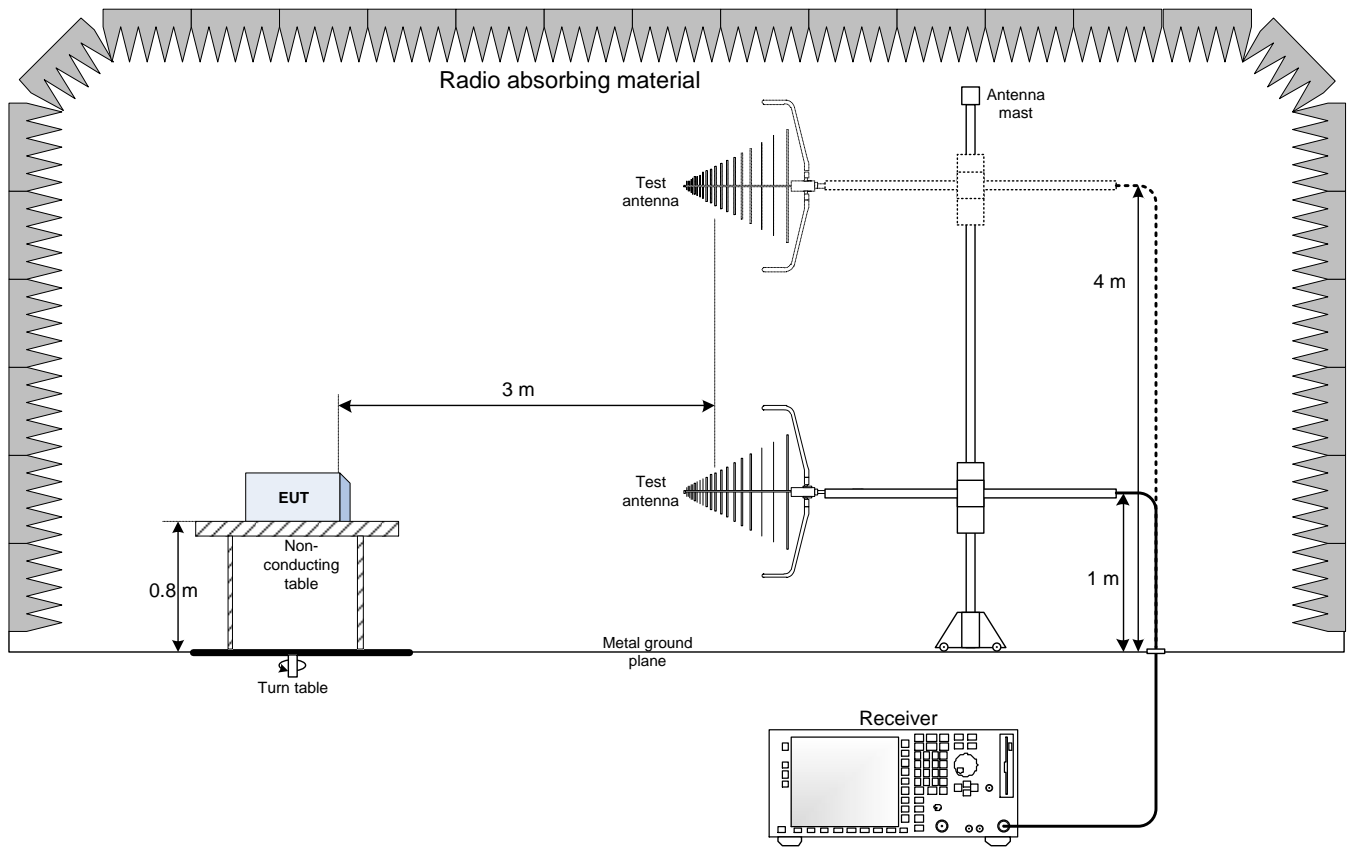 Radio absorbing material
Antenna
mast
Test
antenna
4 m
3 m
Test
antenna
EUT
Non-
conducting
table
0.8 m
1 m
Metal ground
plane
Turn table
Receiver